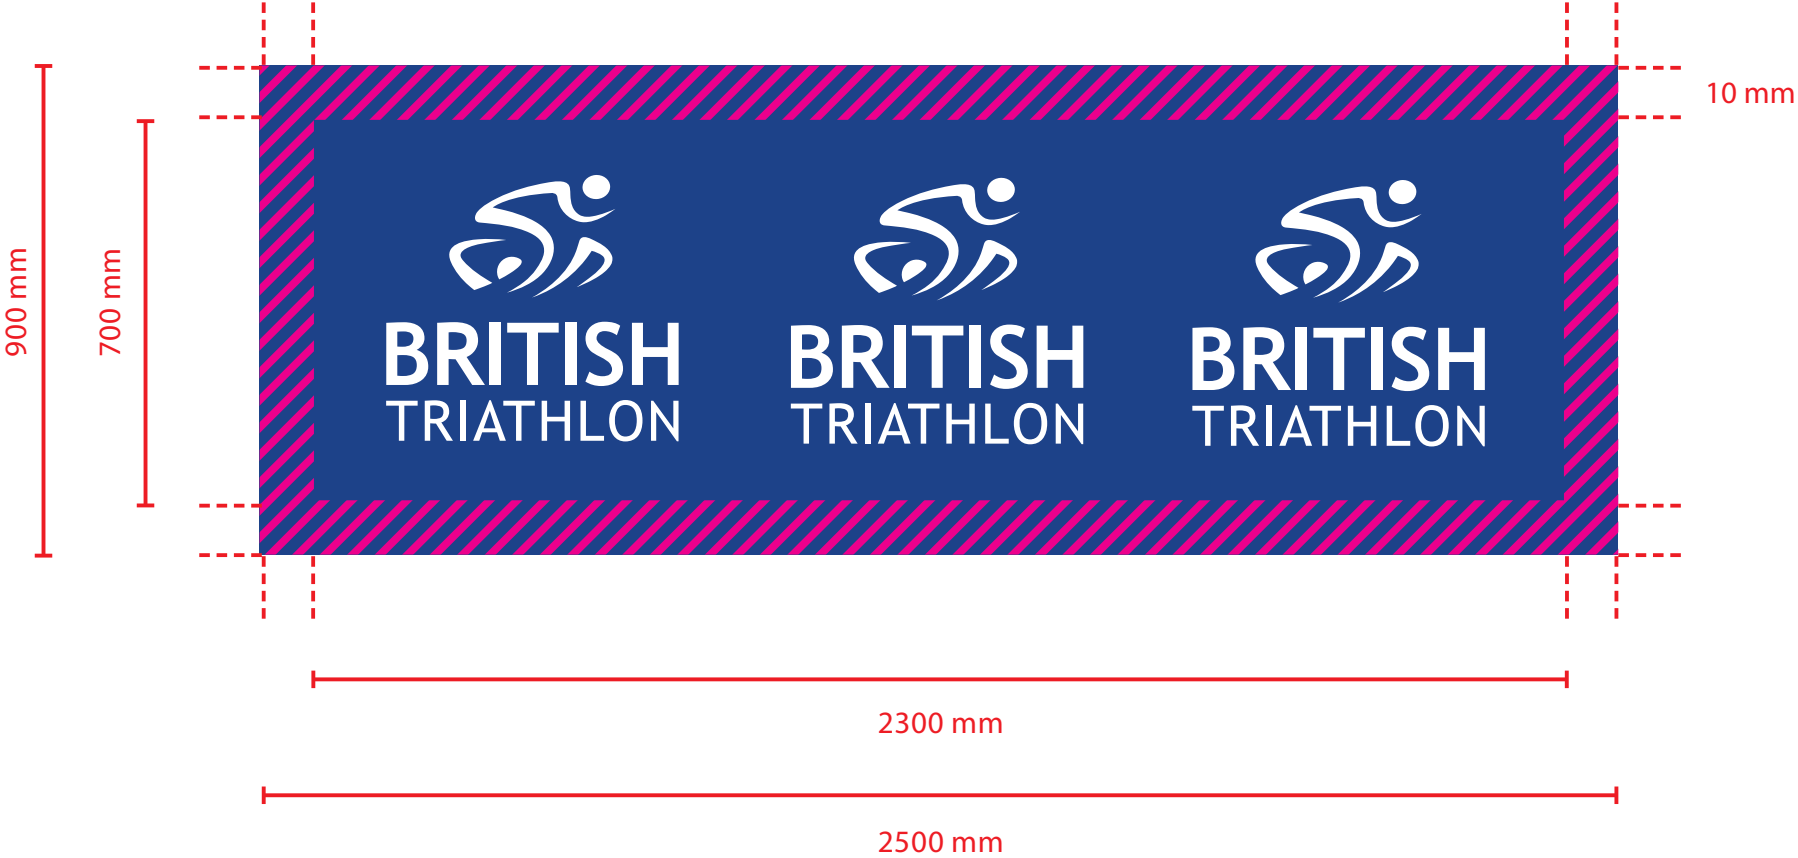 10 mm
900 mm
700 mm
BRITISH
TRIATHLON
BRITISH
TRIATHLON
BRITISH
TRIATHLON
2300 mm
2500 mm